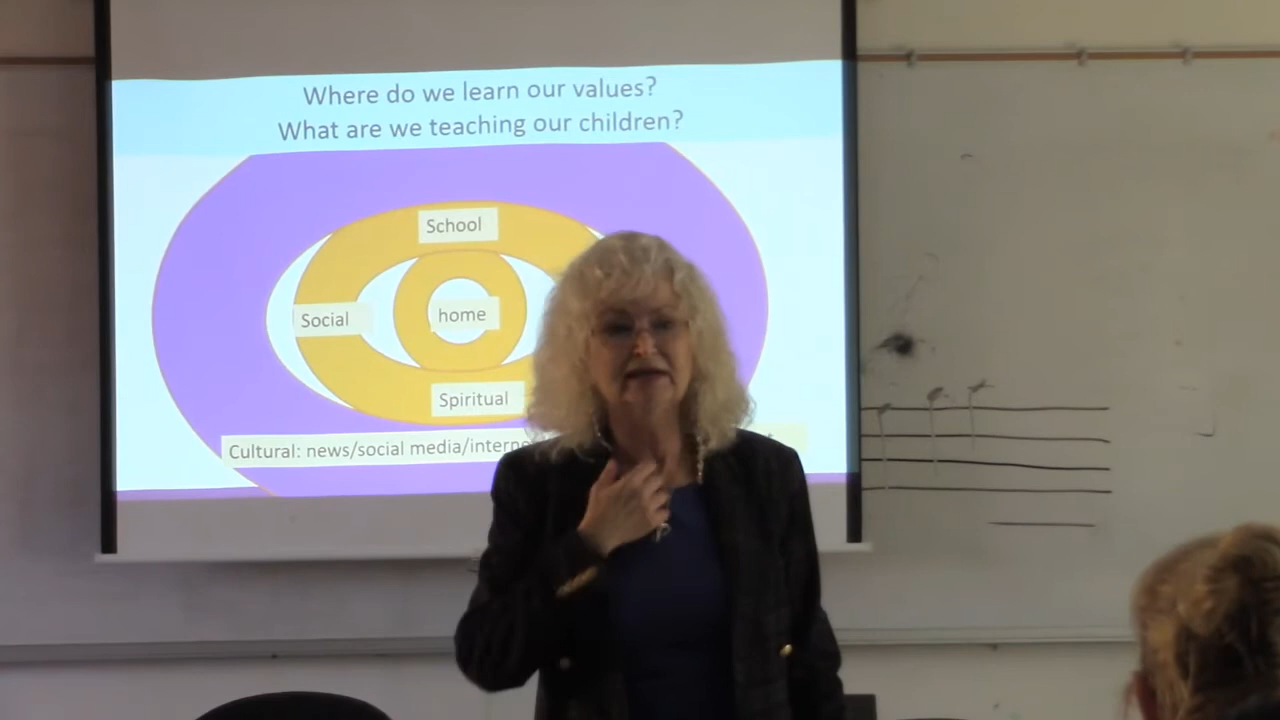 Where do we learn our values?
What are we teaching our children?
School
Social
home
Spiritual
Cultural: news/social media/interne